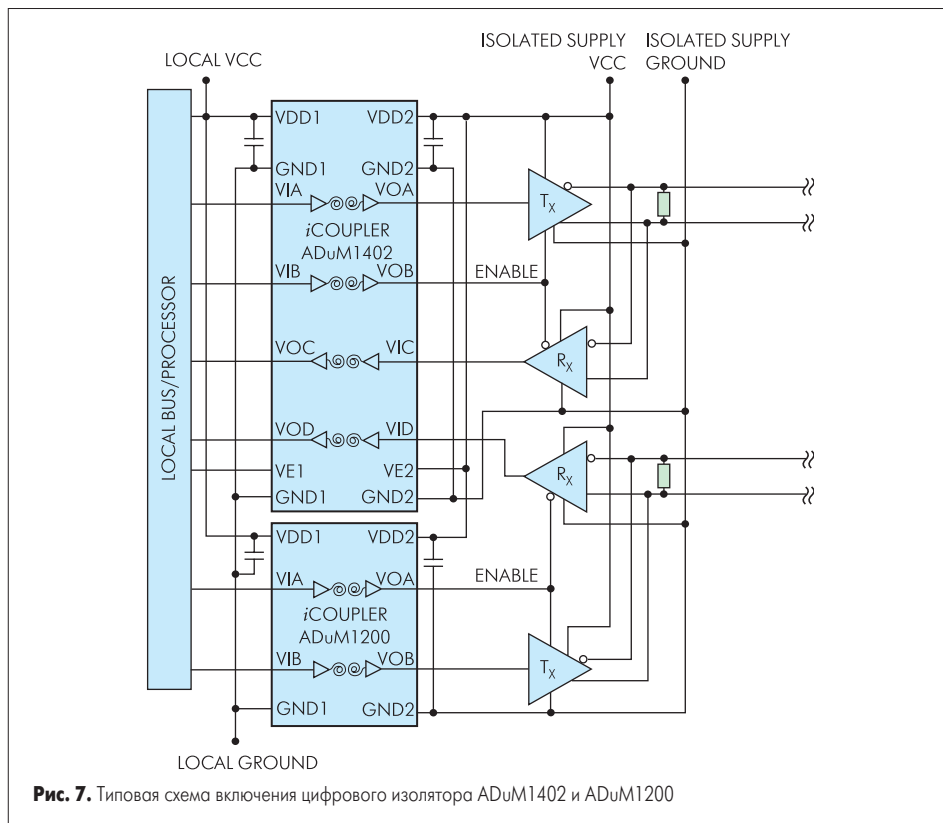 ISOLATED SUPPLY
VCC
ISOLATED SUPPLY
GROUND
LOCAL VCC
LOCAL BUS/PROCESSOR
VDD1
VDD2
GND1
GND2
VIA
VOA
iCOUPLER
ADuM1402
VIB
VOB
ENABLE
VOC
VIC
VOD
VID
VE1
VE2
GND1
GND2
TX
RX
RX
VDD1
VDD2
VIA
VOA
ENABLE
iCOUPLER
ADuM1200
VIB
VOB
TX
GND1
GND2
LOCAL GROUND
Рис. 7. Типовая схема включения цифрового изолятора ADuM1402 и ADuM1200